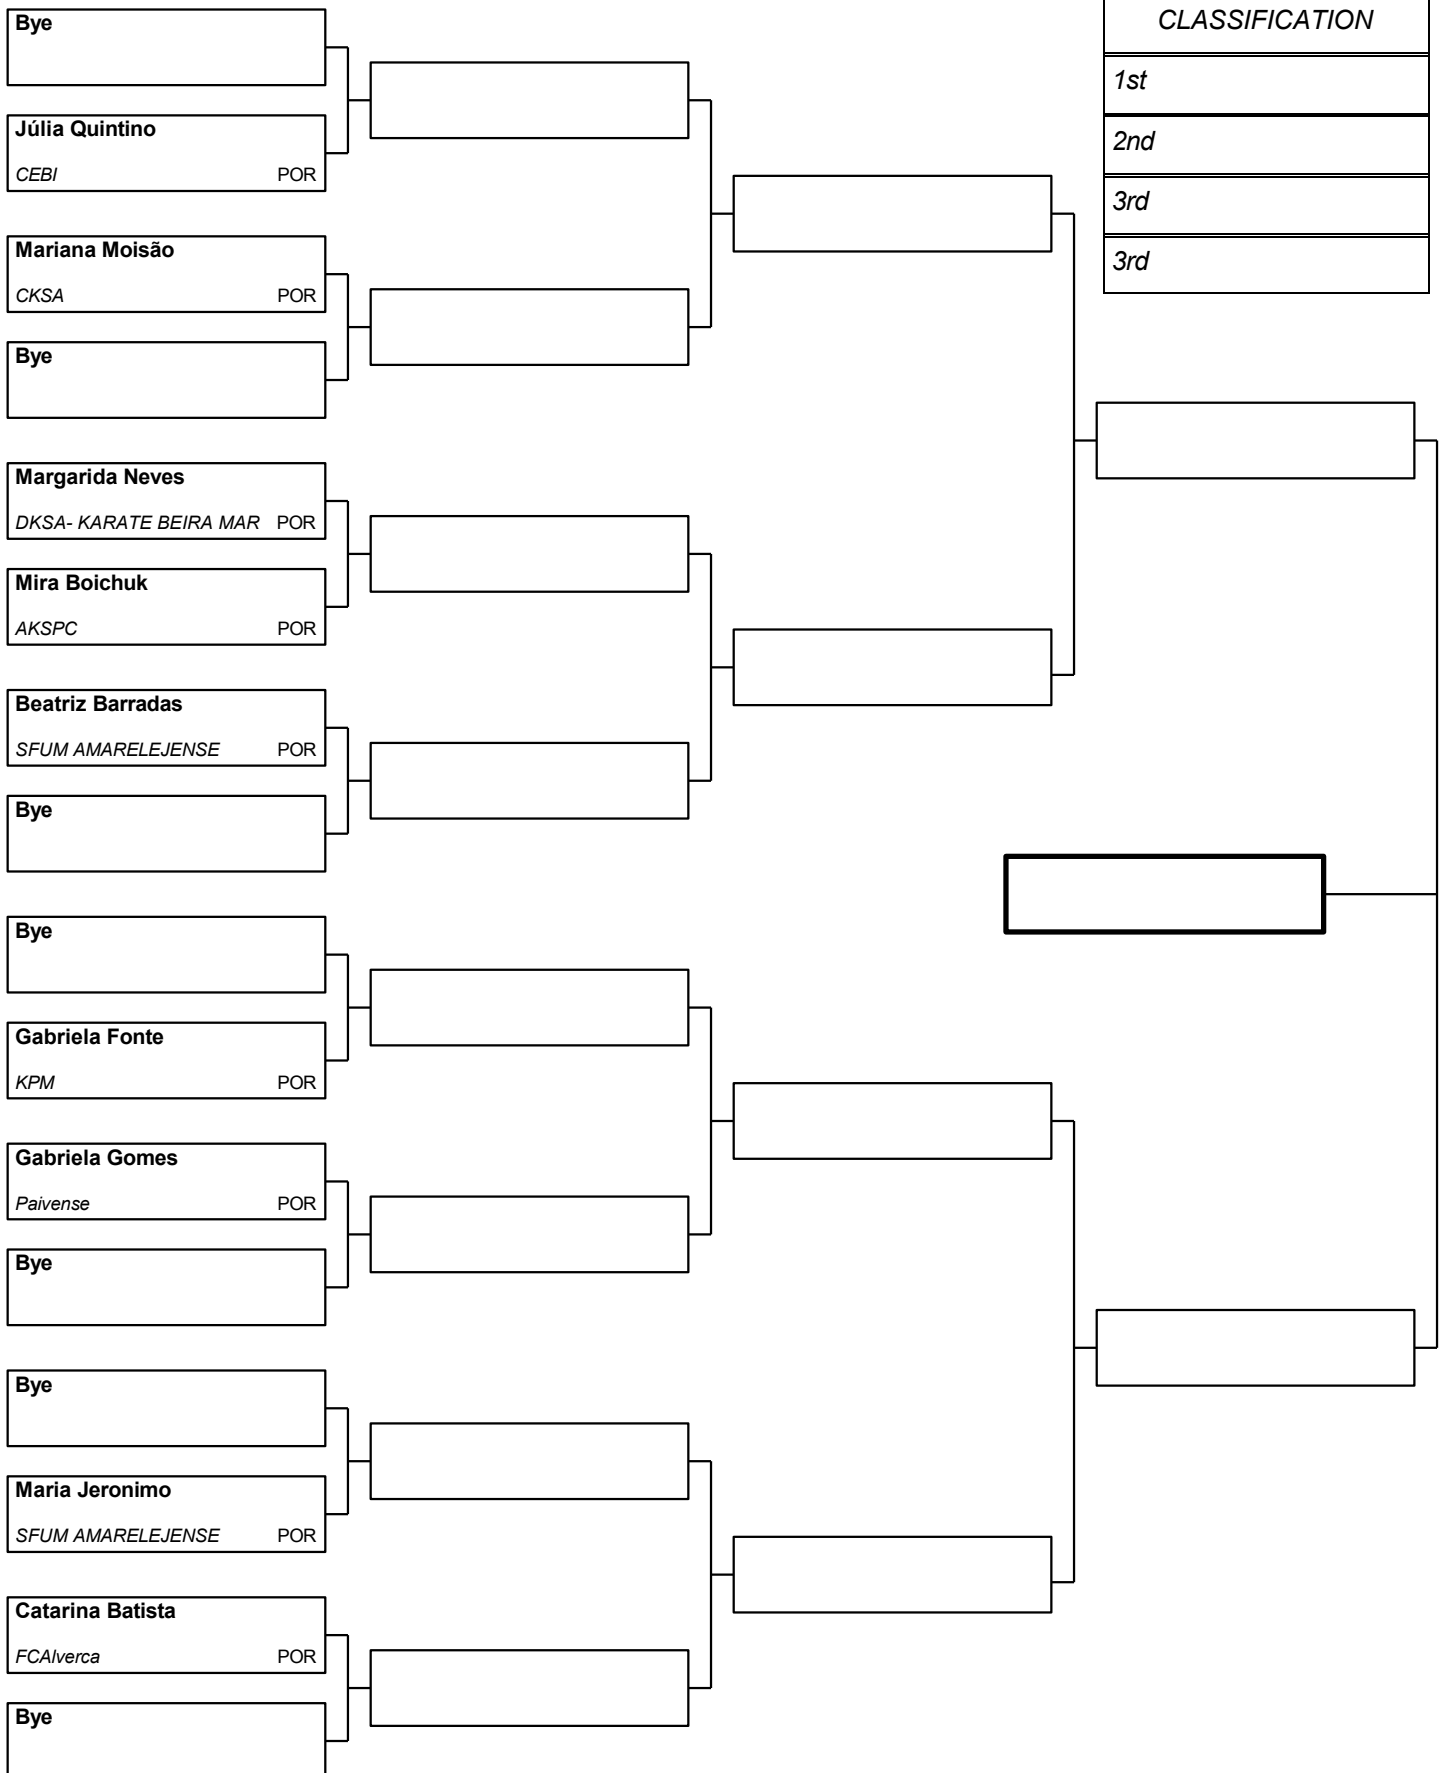 CLASSIFICATION
1st
2nd
3rd
3rd
Bye
Júlia Quintino
CEBI POR
Mariana Moisão
CKSA POR
Bye
Margarida Neves
DKSA- KARATE BEIRA MAR POR
Mira Boichuk
AKSPC POR
Beatriz Barradas
SFUM AMARELEJENSE POR
Bye
Bye
Gabriela Fonte
KPM POR
Gabriela Gomes
Paivense POR
Bye
Bye
Maria Jeronimo
SFUM AMARELEJENSE POR
Catarina Batista
FCAlverca POR
Bye